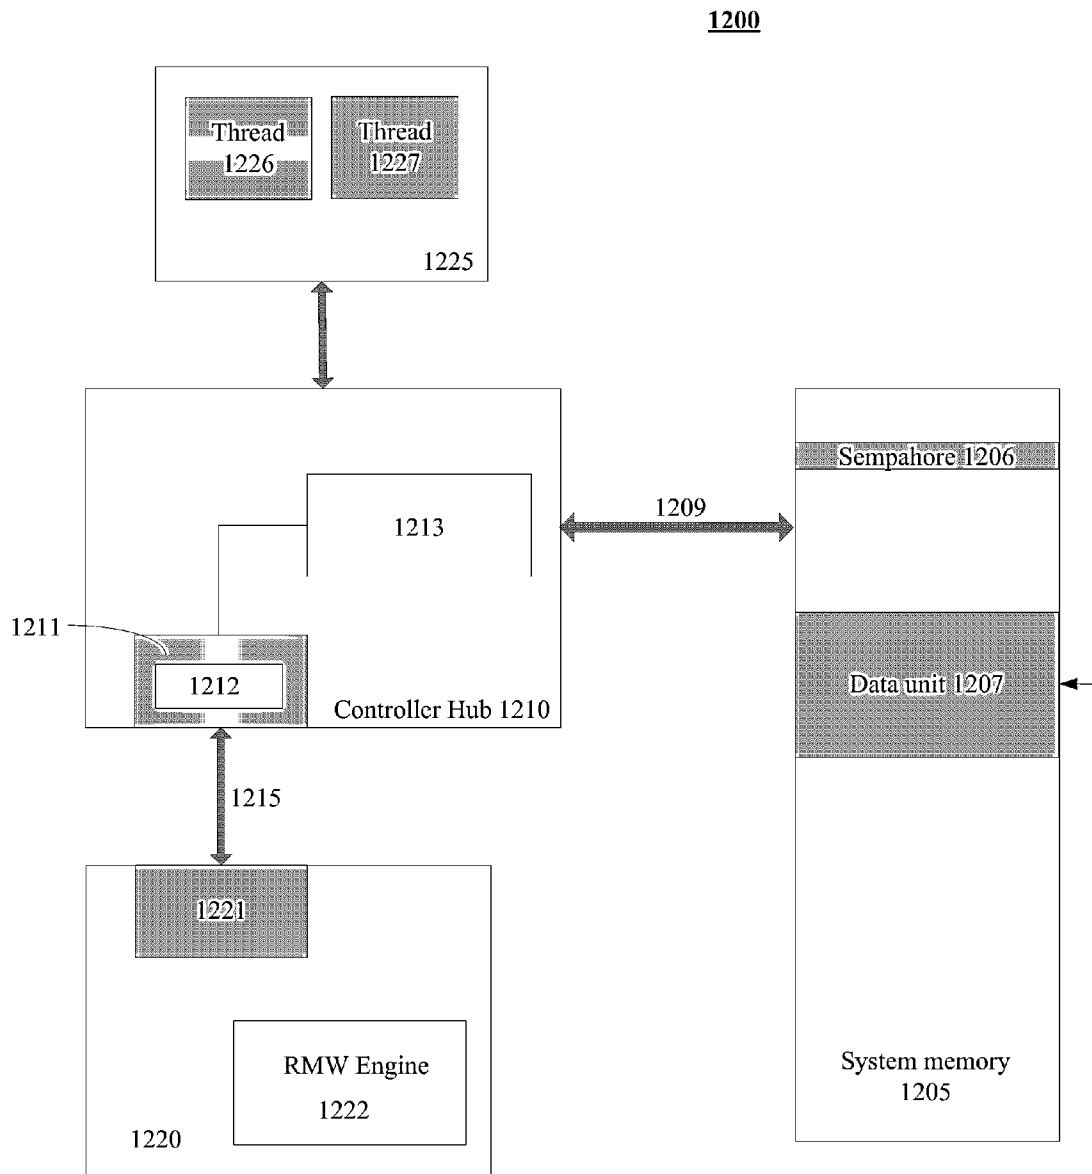 1200
Thread
1226
Thread
1227
1225
Sempahore 1206
1209
1213
1211
1212
Controller Hub 1210
Data unit 1207
1215
1221
RMW Engine
1222
1220
System memory
1205